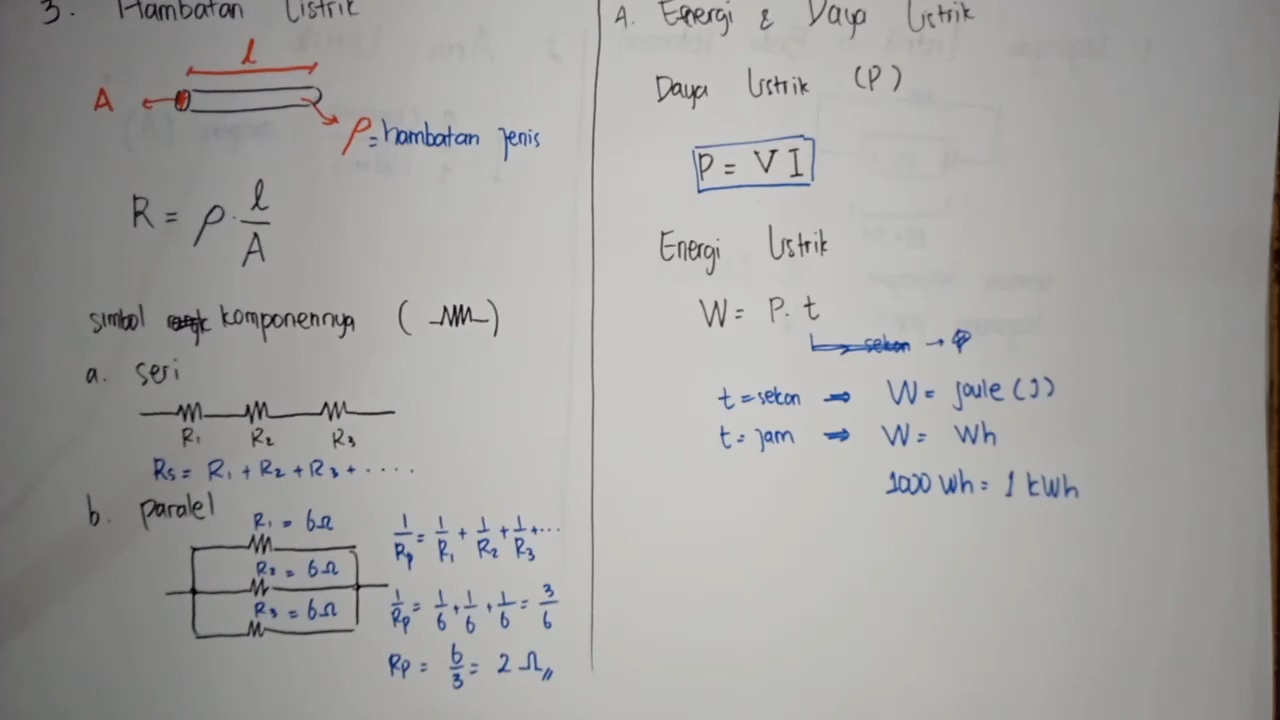 3. Hambatan Listrik
l
A
ρ = hambatan jenis
R = ρ · l/A
simbol komponennya ( )
a. seri
R₁ R₂ R₃
Rs = R₁ + R₂ + R₃ + ....
b. paralel
R₁ = 6Ω
R₂ = 6Ω
R₃ = 6Ω
1/Rp = 1/R₁ + 1/R₂ + 1/R₃ + ...
1/Rp = 1/6 + 1/6 + 1/6 = 3/6
Rp = 6/3 = 2 Ω //
A. Energi & Daya Listrik
Daya Listrik (P)
P = V I
Energi Listrik
W = P. t
sekon →
t = sekon ⇒ W = joule (J)
t = jam ⇒ W = Wh
1000 Wh = 1 kWh